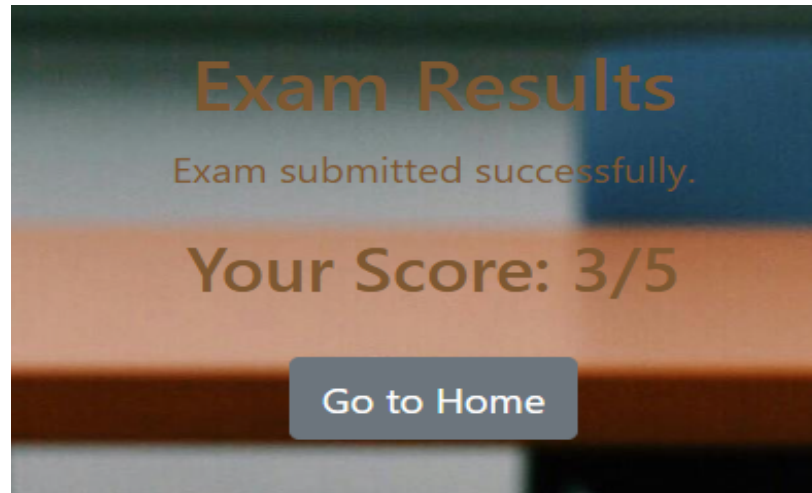 Exam Results
Exam submitted successfully.
Your Score: 3/5
Go to Home